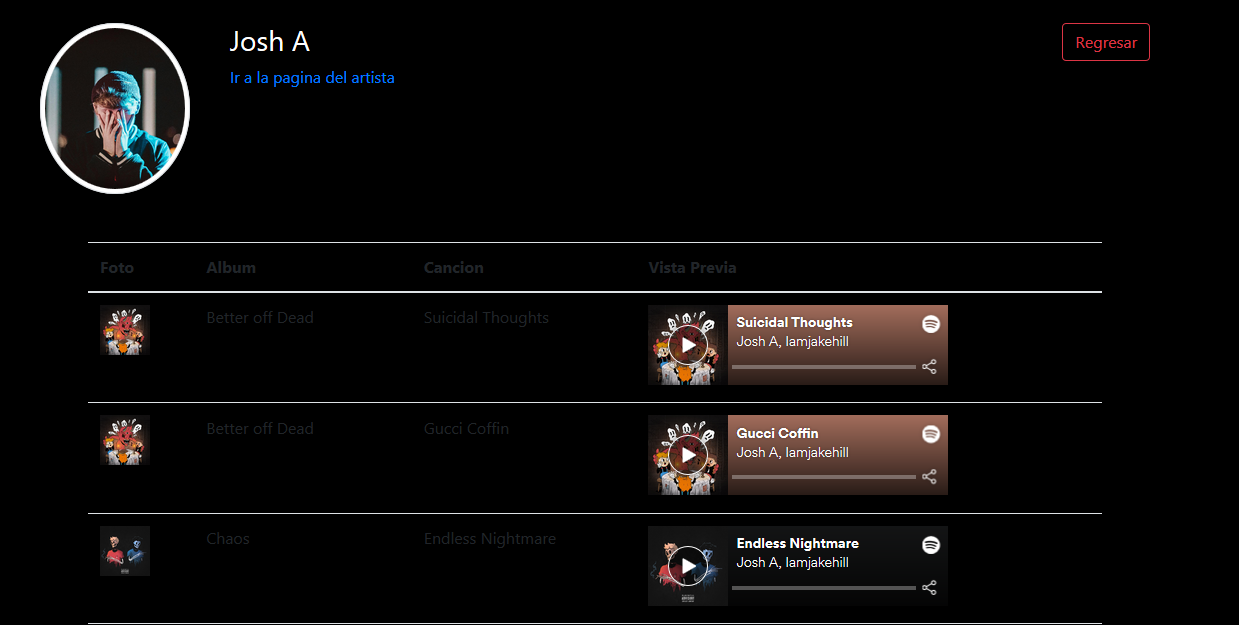 Josh A
Regresar
Ir a la pagina del artista
Foto Album Cancion Vista Previa
Better off Dead Suicidal Thoughts Suicidal Thoughts
Josh A, Iamjakehill
Better off Dead Gucci Coffin Gucci Coffin
Josh A, Iamjakehill
Chaos Endless Nightmare Endless Nightmare
Josh A, Iamjakehill